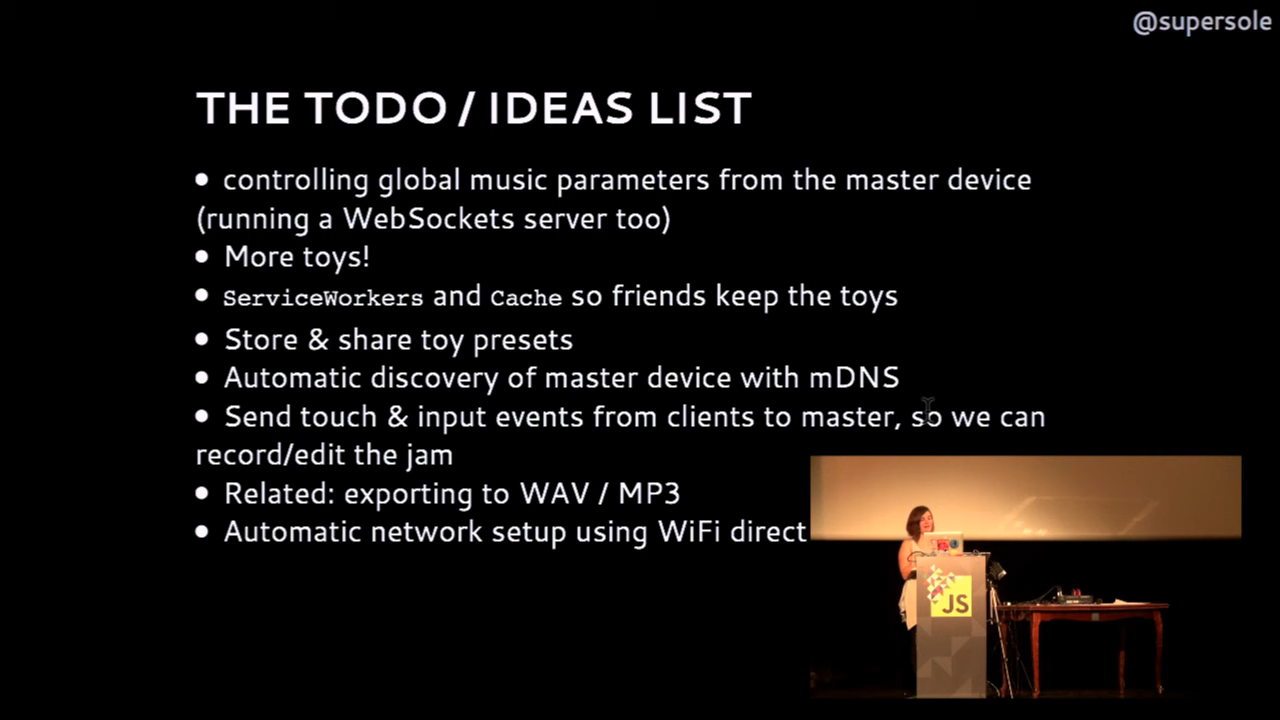 @supersole
THE TODO / IDEAS LIST
• controlling global music parameters from the master device
(running a WebSockets server too)
• More toys!
• ServiceWorkers and Cache so friends keep the toys
• Store & share toy presets
• Automatic discovery of master device with mDNS
• Send touch & input events from clients to master, so we can
record/edit the jam
• Related: exporting to WAV / MP3
• Automatic network setup using WiFi direct
JS